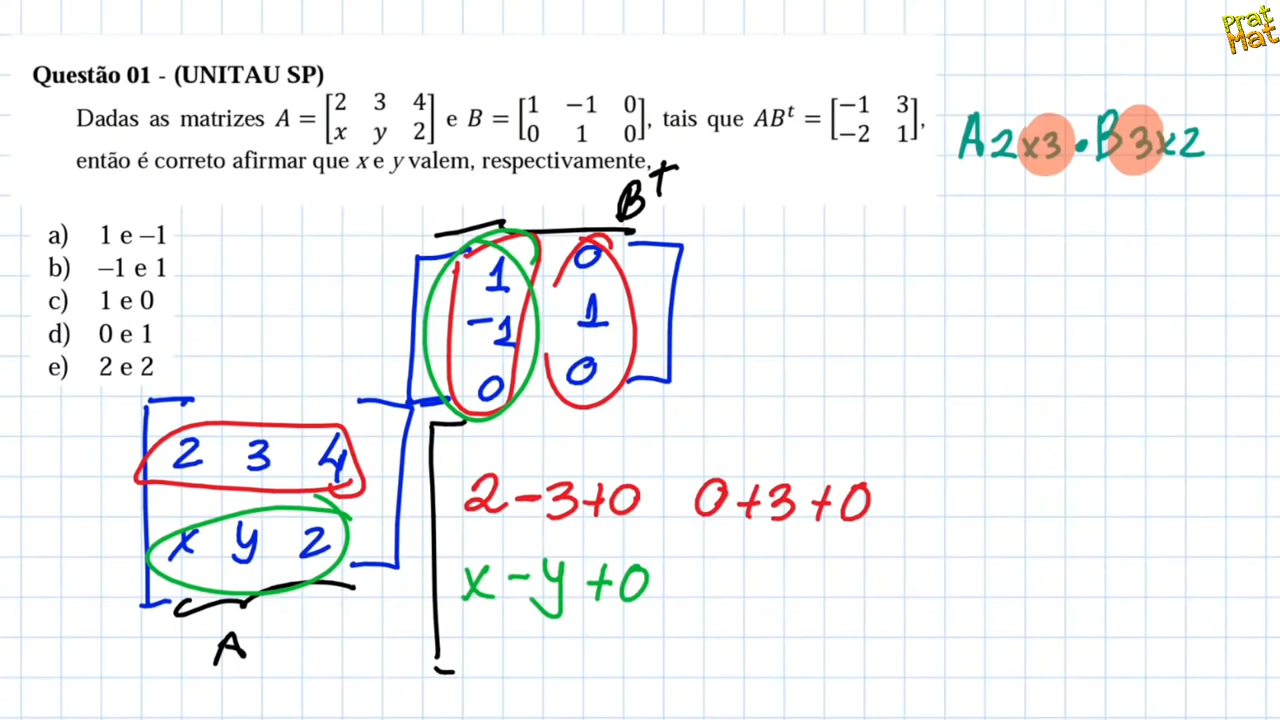 Prat
Mat
Questão 01 - (UNITAU SP)
Dadas as matrizes A = [2 3 4 / x y 2] e B = [1 −1 0 / 0 1 0], tais que ABᵗ = [−1 3 / −2 1],
então é correto afirmar que x e y valem, respectivamente,
A2x3 • B3x2
Bᵗ
a) 1 e –1
b) –1 e 1
c) 1 e 0
d) 0 e 1
e) 2 e 2
1 0
-1 1
0 0
2 3 4
2-3+0 0+3+0
x y 2
x-y+0
A